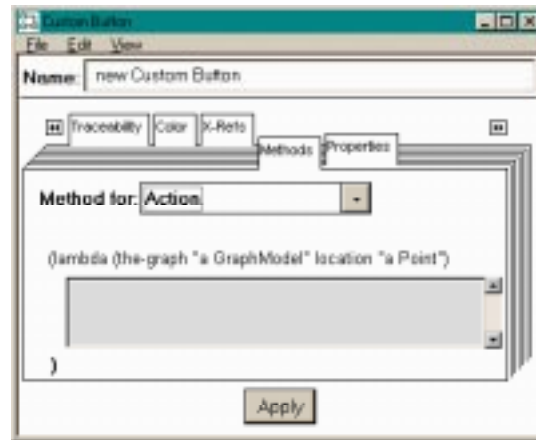 Custom Button
File Edit View
Name: new Custom Button
Traceability Color X-Refs
Methods Properties
Method for: Action
(lambda (the-graph "a GraphModel" location "a Point")
)
Apply